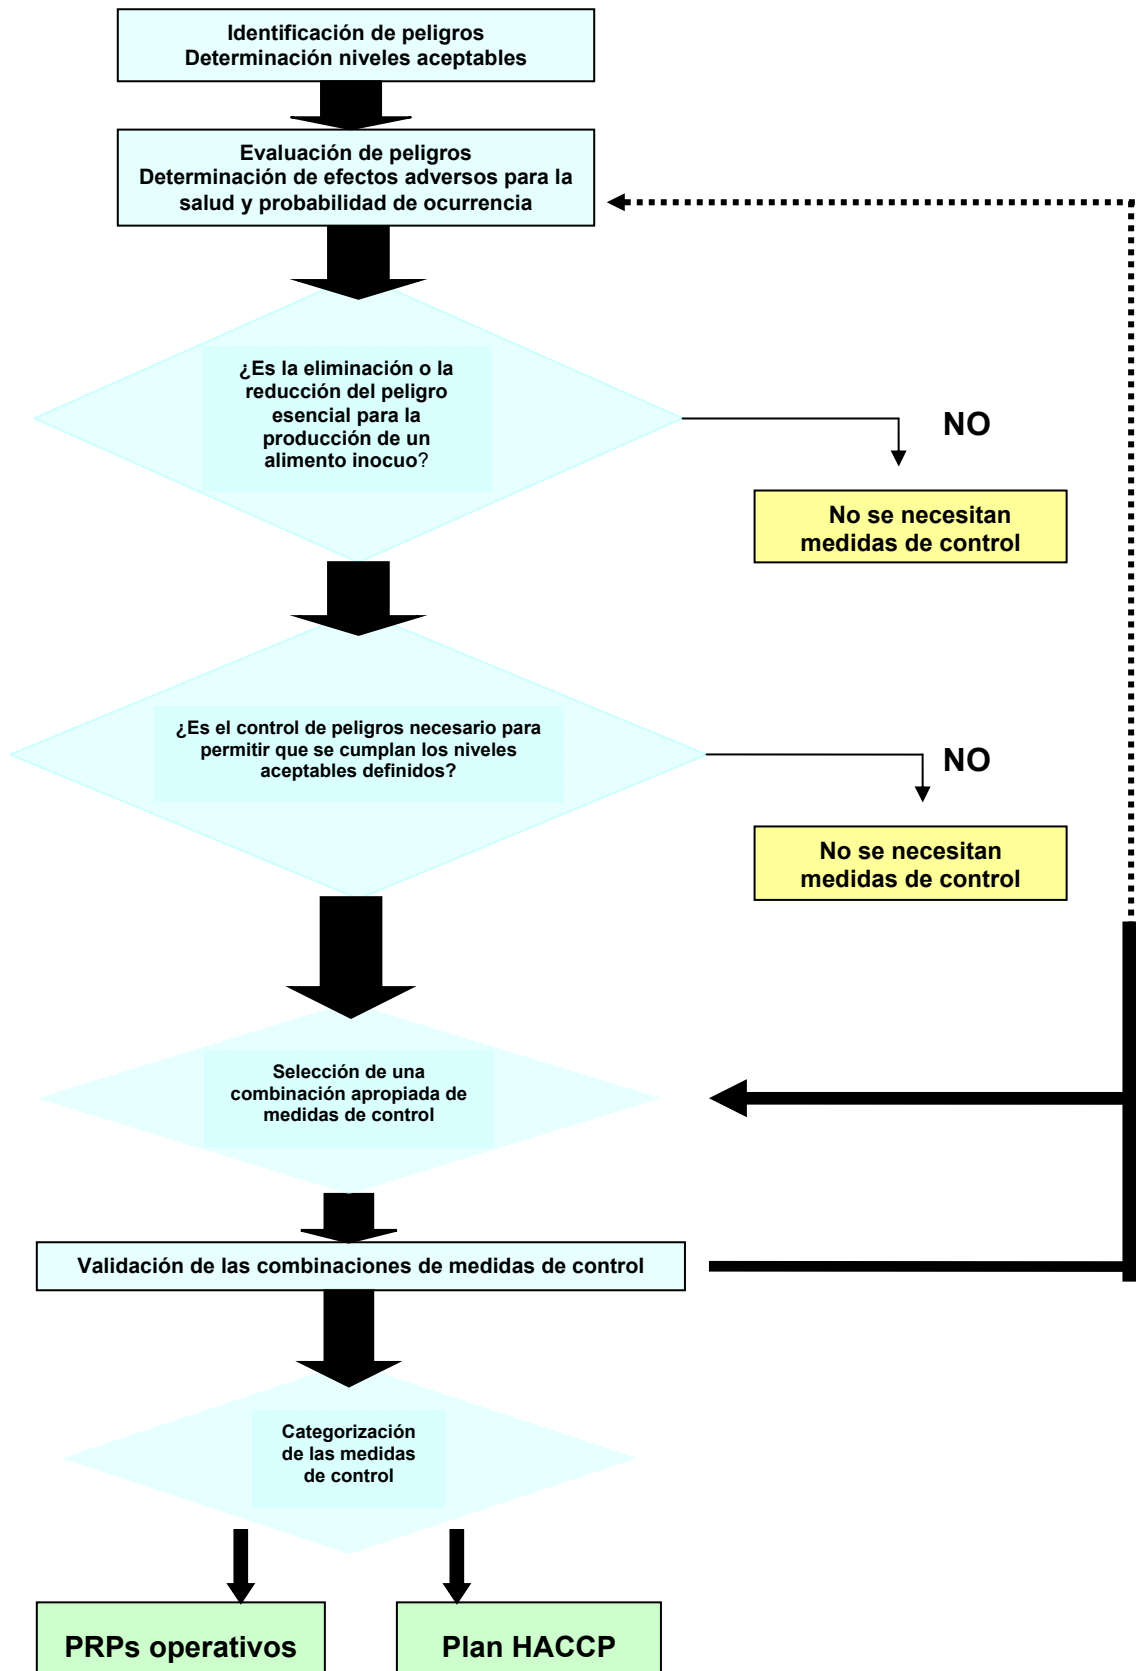 Identificación de peligros
Determinación niveles aceptables
Evaluación de peligros
Determinación de efectos adversos para la
salud y probabilidad de ocurrencia
¿Es la eliminación o la
reducción del peligro
esencial para la
producción de un
alimento inocuo?
NO
No se necesitan
medidas de control
¿Es el control de peligros necesario para
permitir que se cumplan los niveles
aceptables definidos?
NO
No se necesitan
medidas de control
Selección de una
combinación apropiada de
medidas de control
Validación de las combinaciones de medidas de control
Categorización
de las medidas
de control
PRPs operativos
Plan HACCP